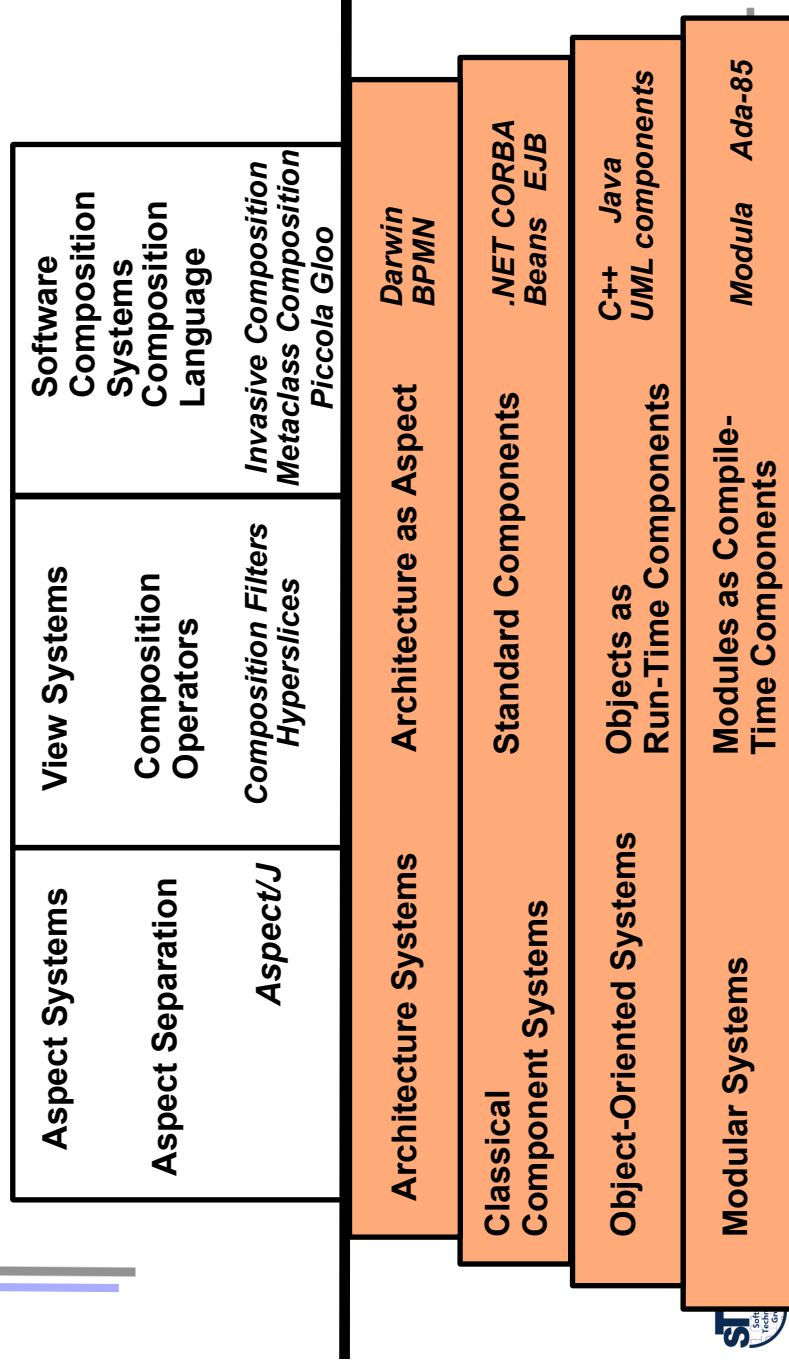 Aspect Systems
Aspect Separation
Aspect/J
View Systems
Composition
Operators
Composition Filters
Hyperslices
Software
Composition
Systems
Composition
Language
Invasive Composition
Metaclass Composition
Piccola Gloo
Architecture Systems
Architecture as Aspect
Darwin
BPMN
Classical
Component Systems
Standard Components
.NET CORBA
Beans EJB
Object-Oriented Systems
Objects as
Run-Time Components
C++ Java
UML components
Modular Systems
Modules as Compile-
Time Components
Modula Ada-85
ST